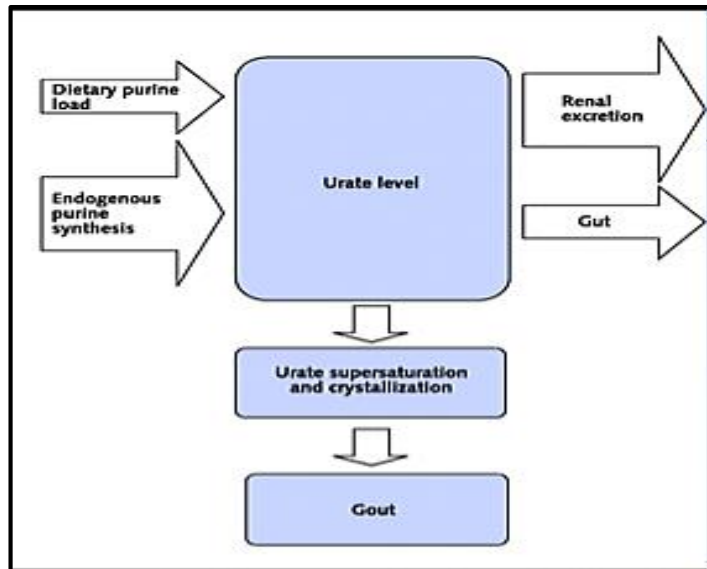 Dietary purine
load
Endogenous
purine
synthesis
Urate level
Renal
excretion
Gut
Urate supersaturation
and crystallization
Gout